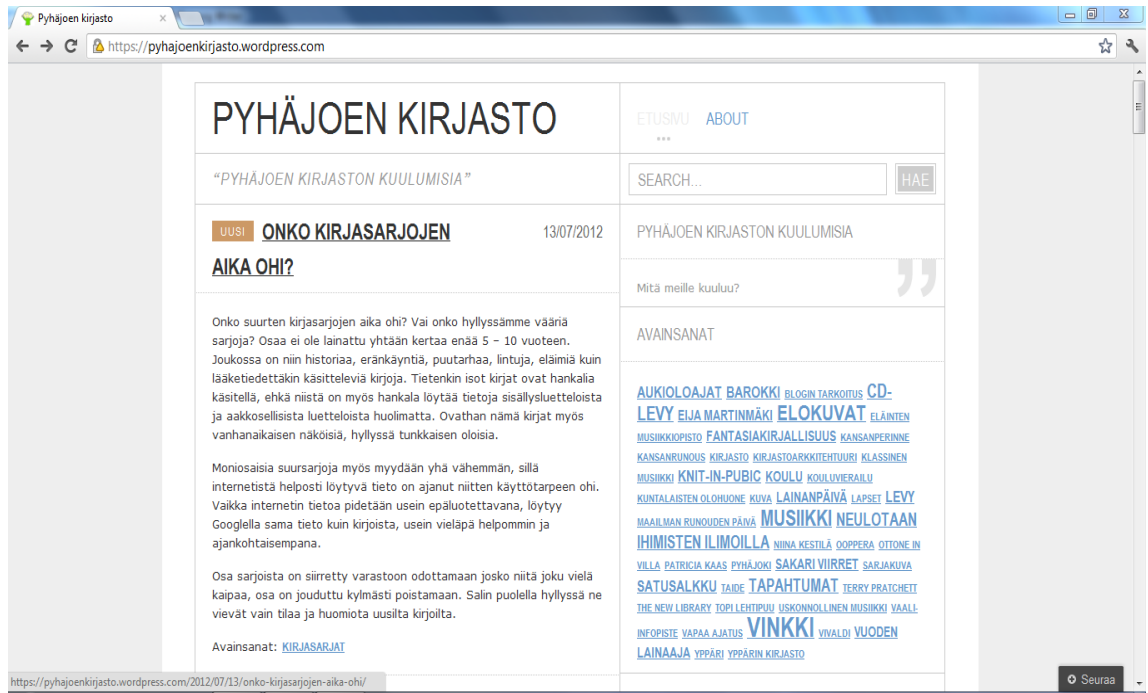 Pyhäjoen kirjasto
https://pyhajoenkirjasto.wordpress.com
PYHÄJOEN KIRJASTO
ETUSIVU ABOUT
"PYHÄJOEN KIRJASTON KUULUMISIA"
SEARCH...
HAE
UUSI ONKO KIRJASARJOJEN
13/07/2012
AIKA OHI?
Onko suurten kirjasarjojen aika ohi? Vai onko hyllyssämme vääriä
sarjoja? Osaa ei ole lainattu yhtään kertaa enää 5 – 10 vuoteen.
Joukossa on niin historiaa, eränkäyntiä, puutarhaa, lintuja, eläimiä kuin
lääketiedettäkin käsitteleviä kirjoja. Tietenkin isot kirjat ovat hankalia
käsitellä, ehkä niistä on myös hankala löytää tietoja sisällysluetteloista
ja aakkosellisista luetteloista huolimatta. Ovathan nämä kirjat myös
vanhanaikaisen näköisiä, hyllyssä tunkkaisen oloisia.
Moniosaisia suursarjoja myös myydään yhä vähemmän, sillä
internetistä helposti löytyvä tieto on ajanut niitten käyttötarpeen ohi.
Vaikka internetin tietoa pidetään usein epäluotettavana, löytyy
Googlella sama tieto kuin kirjoista, usein vieläpä helpommin ja
ajankohtaisempana.
Osa sarjoista on siirretty varastoon odottamaan josko niitä joku vielä
kaipaa, osa on jouduttu kylmästi poistamaan. Salin puolella hyllyssä ne
vievät vain tilaa ja huomiota uusilta kirjoilta.
Avainsanat: KIRJASARJAT
PYHÄJOEN KIRJASTON KUULUMISIA
Mitä meille kuuluu?
AVAINSANAT
AUKIOLOAJAT BAROKKI BLOGIN TARKOITUS CD-
LEVY EIJA MARTINMÄKI ELOKUVAT ELÄINTEN
MUSIIKKIOPISTO FANTASIAKIRJALLISUUS KANSANPERINNE
KANSANRUNOUS KIRJASTO KIRJASTOARKKITEHTUURI KLASSINEN
MUSIIKKI KNIT-IN-PUBIC KOULU KOULUVIERAILU
KUNTALAISTEN OLOHUONE KUVA LAINANPÄIVÄ LAPSET LEVY
MAAILMAN RUNOUDEN PÄIVÄ MUSIIKKI NEULOTAAN
IHIMISTEN ILIMOILLA NIINA KESTILÄ OOPPERA OTTONE IN
VILLA PATRICIA KAAS PYHÄJOKI SAKARI VIIRRET SARJAKUVA
SATUSALKKU TAIDE TAPAHTUMAT TERRY PRATCHETT
THE NEW LIBRARY TOPI LEHTIPUU USKONNOLLINEN MUSIIKKI VAALI-
INFOPISTE VAPAA AJATUS VINKKI VIVALDI VUODEN
LAINAAJA YPPÄRI YPPÄRIN KIRJASTO
https://pyhajoenkirjasto.wordpress.com/2012/07/13/onko-kirjasarjojen-aika-ohi/
Seuraa